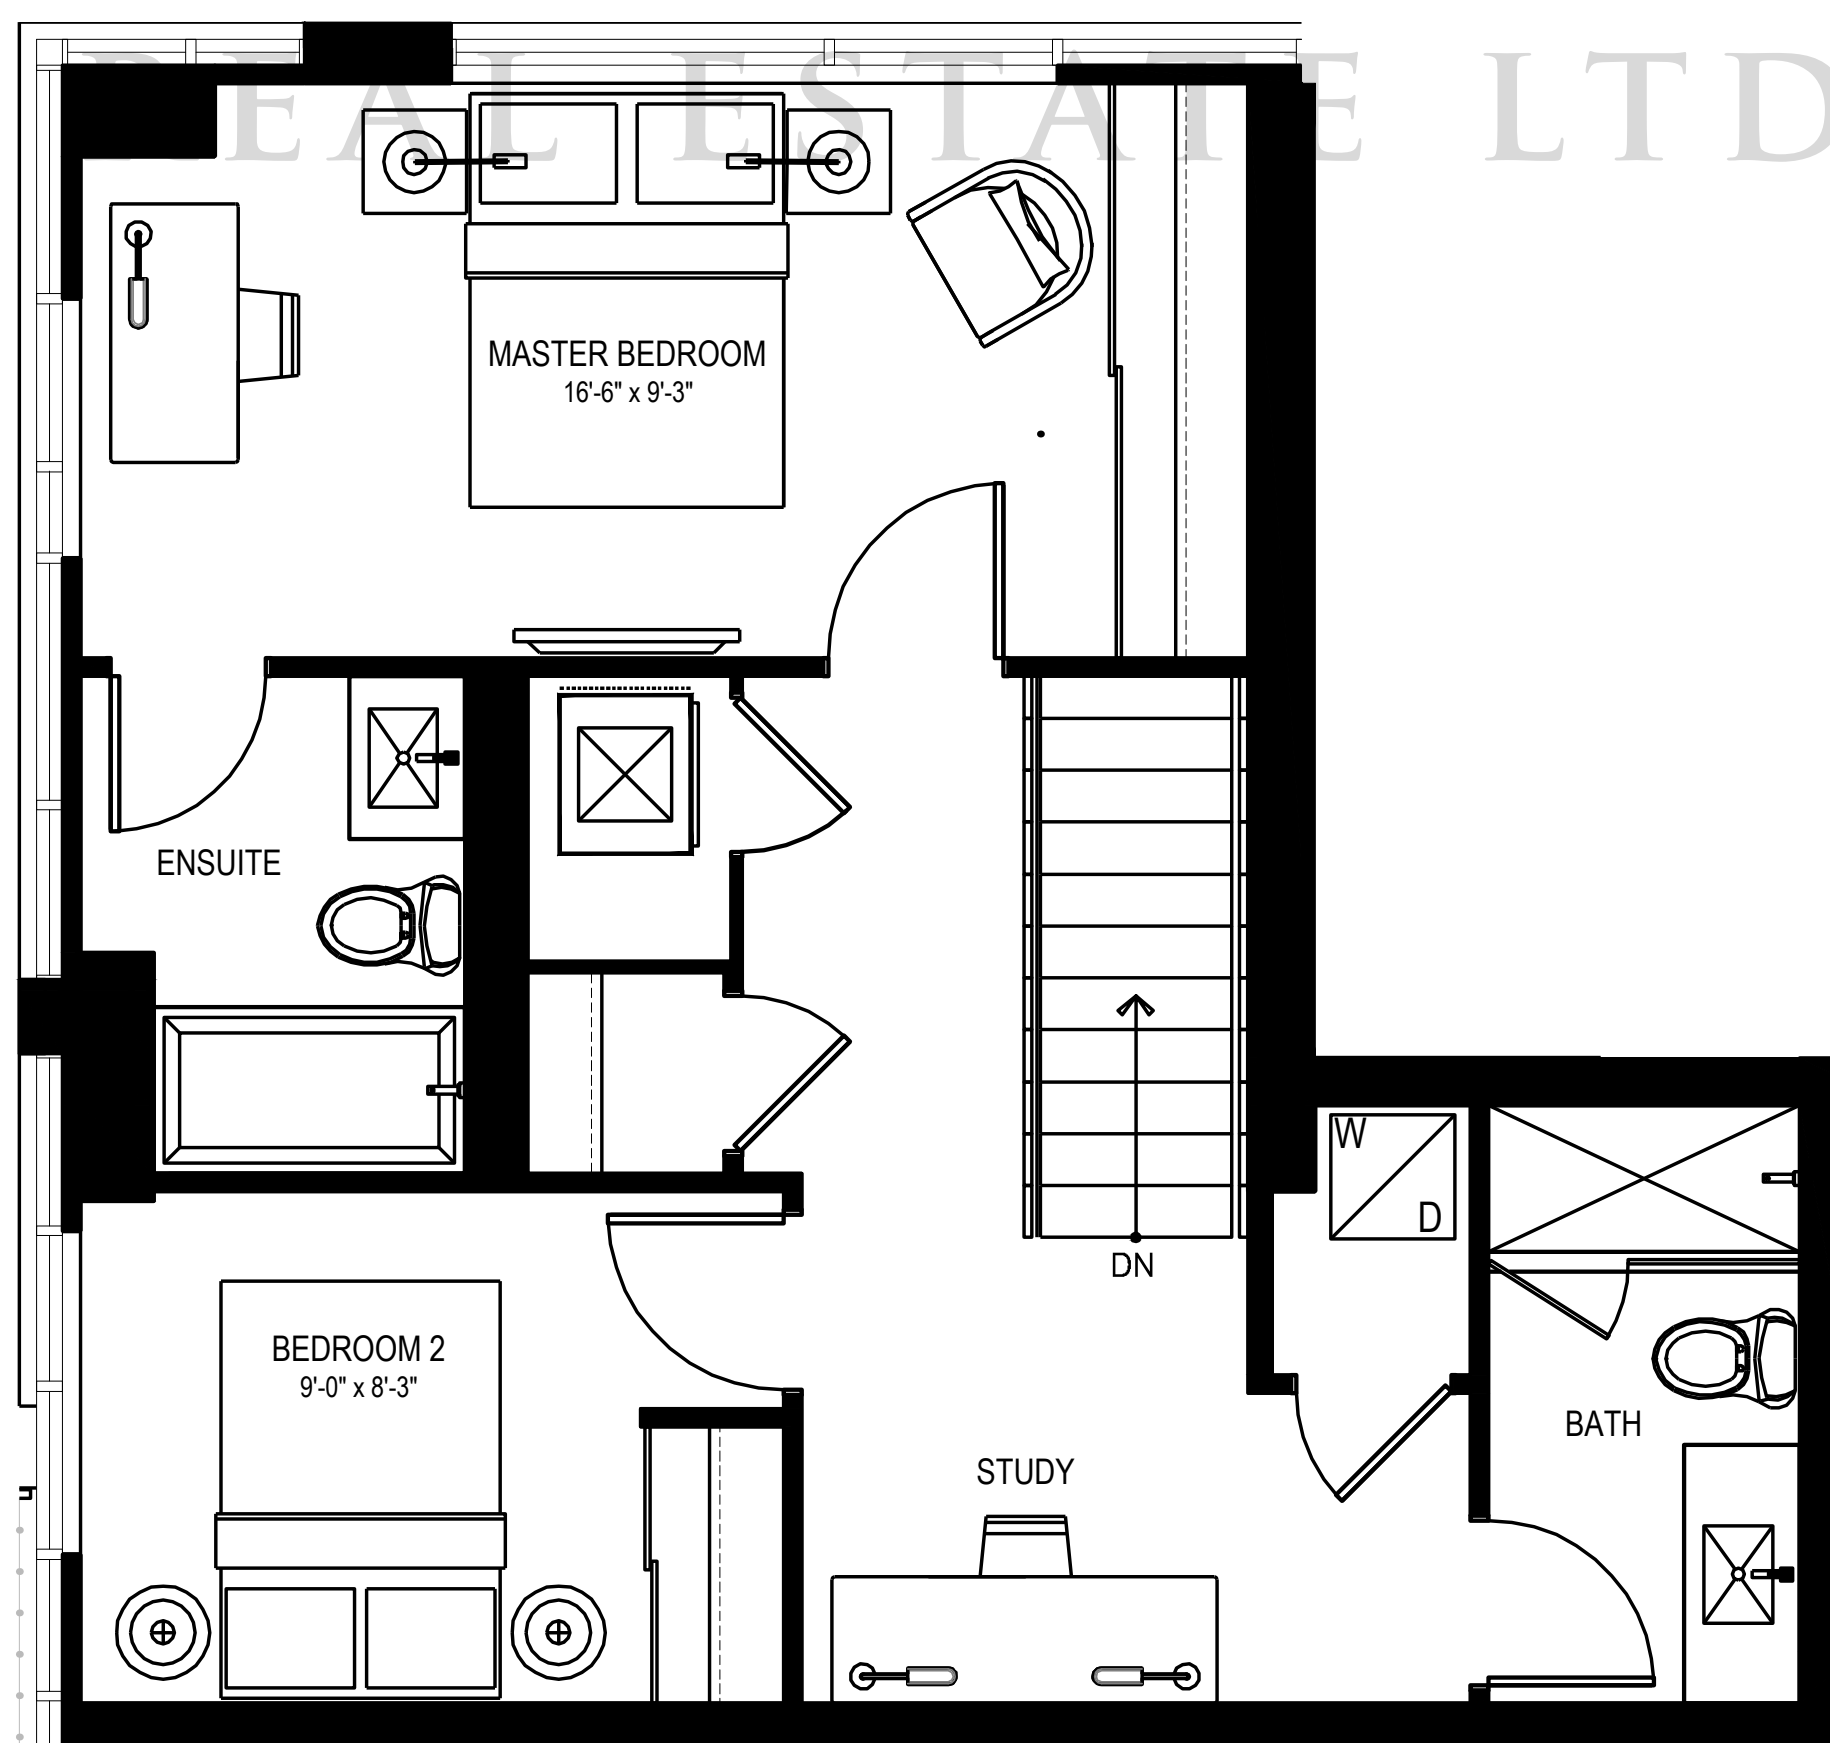 REAL ESTATE LTD
MASTER BEDROOM
16'-6" x 9'-3"
ENSUITE
W
D
DN
BEDROOM 2
9'-0" x 8'-3"
BATH
STUDY